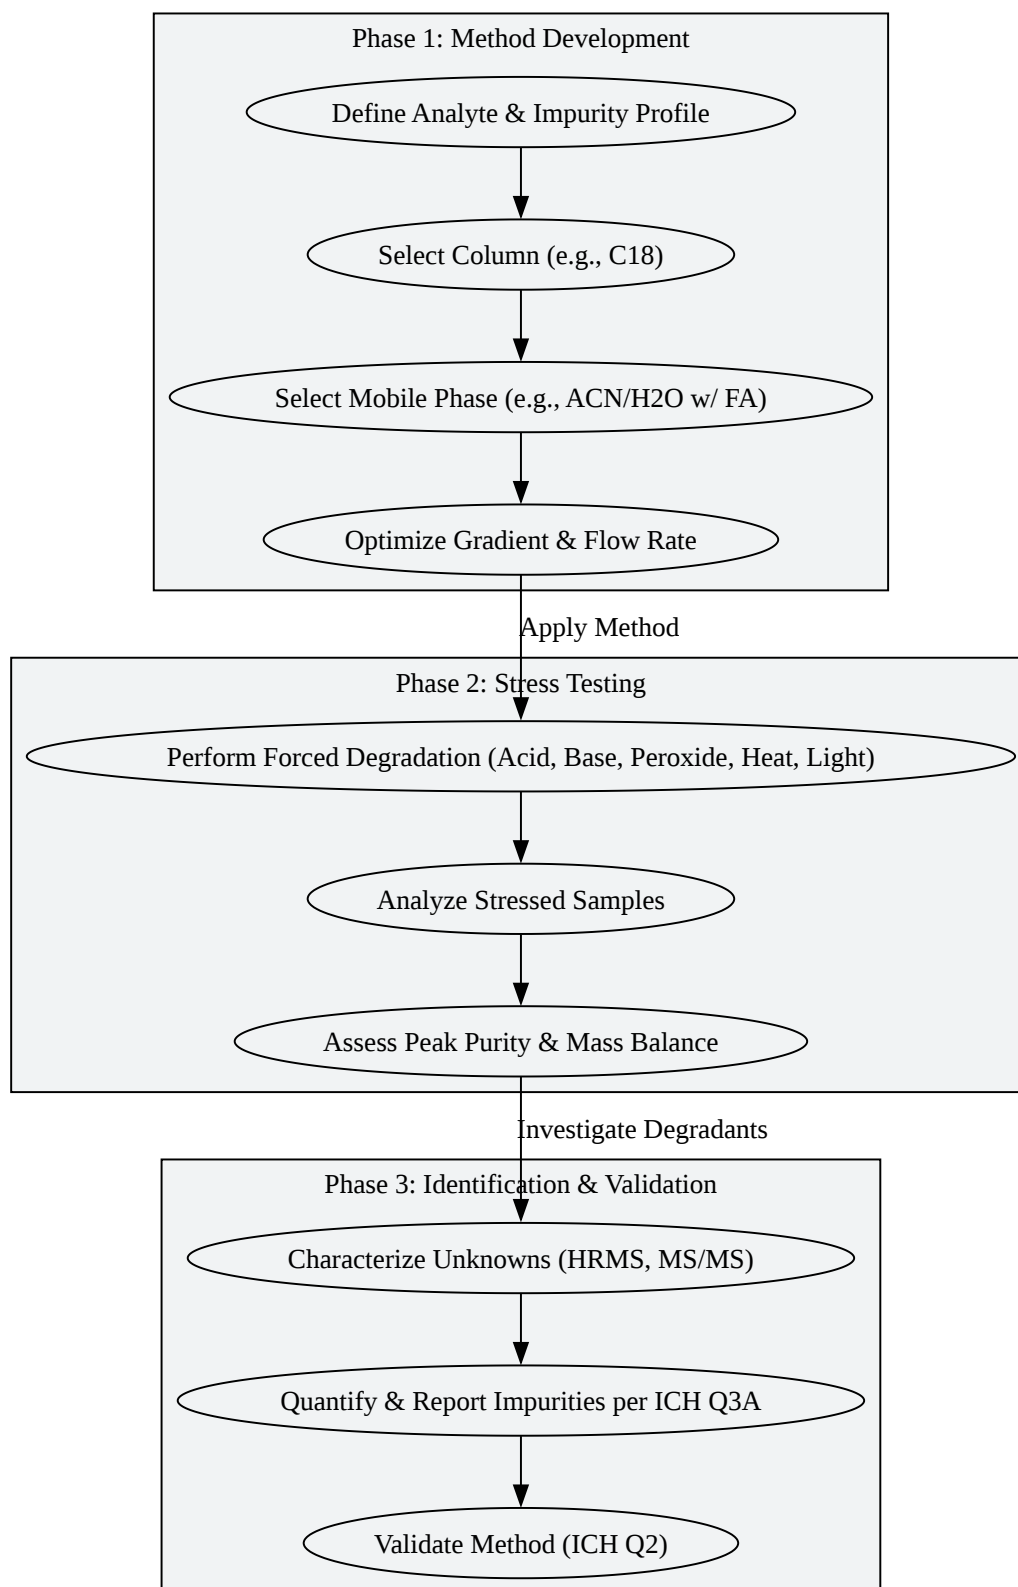 Phase 1: Method Development
Define Analyte & Impurity Profile
Select Column (e.g., C18)
Select Mobile Phase (e.g., ACN/H2O w/ FA)
Optimize Gradient & Flow Rate
Apply Method
Phase 2: Stress Testing
Perform Forced Degradation (Acid, Base, Peroxide, Heat, Light)
Analyze Stressed Samples
Assess Peak Purity & Mass Balance
Investigate Degradants
Phase 3: Identification & Validation
Characterize Unknowns (HRMS, MS/MS)
Quantify & Report Impurities per ICH Q3A
Validate Method (ICH Q2)